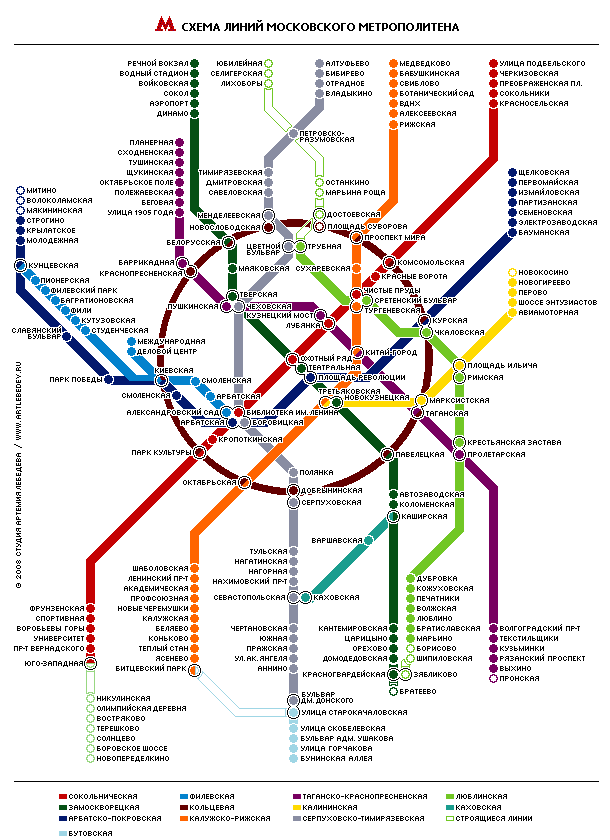 СХЕМА ЛИНИЙ МОСКОВСКОГО МЕТРОПОЛИТЕНА
РЕЧНОЙ ВОКЗАЛ
ВОДНЫЙ СТАДИОН
ВОЙКОВСКАЯ
СОКОЛ
АЭРОПОРТ
ДИНАМО
ЮБИЛЕЙНАЯ
СЕЛИГЕРСКАЯ
ЛИХОБОРЫ
АЛТУФЬЕВО
БИБИРЕВО
ОТРАДНОЕ
ВЛАДЫКИНО
ПЕТРОВСКО-
РАЗУМОВСКАЯ
МЕДВЕДКОВО
БАБУШКИНСКАЯ
СВИБЛОВО
БОТАНИЧЕСКИЙ САД
ВДНХ
АЛЕКСЕЕВСКАЯ
РИЖСКАЯ
УЛИЦА ПОДБЕЛЬСКОГО
ЧЕРКИЗОВСКАЯ
ПРЕОБРАЖЕНСКАЯ ПЛ.
СОКОЛЬНИКИ
КРАСНОСЕЛЬСКАЯ
ПЛАНЕРНАЯ
СХОДНЕНСКАЯ
ТУШИНСКАЯ
ЩУКИНСКАЯ
ОКТЯБРЬСКОЕ ПОЛЕ
ПОЛЕЖАЕВСКАЯ
БЕГОВАЯ
УЛИЦА 1905 ГОДА
ТИМИРЯЗЕВСКАЯ
ДМИТРОВСКАЯ
САВЕЛОВСКАЯ
МЕНДЕЛЕЕВСКАЯ
НОВОСЛОБОДСКАЯ
ОСТАНКИНО
МАРЬИНА РОЩА
ДОСТОЕВСКАЯ
ПЛОЩАДЬ СУВОРОВА
ПРОСПЕКТ МИРА
ЩЕЛКОВСКАЯ
ПЕРВОМАЙСКАЯ
ИЗМАЙЛОВСКАЯ
ПАРТИЗАНСКАЯ
СЕМЕНОВСКАЯ
ЭЛЕКТРОЗАВОДСКАЯ
БАУМАНСКАЯ
МИТИНО
ВОЛОКОЛАМСКАЯ
МЯКИНИНСКАЯ
СТРОГИНО
КРЫЛАТСКОЕ
МОЛОДЕЖНАЯ
КУНЦЕВСКАЯ
ПИОНЕРСКАЯ
ФИЛЕВСКИЙ ПАРК
БАГРАТИОНОВСКАЯ
ФИЛИ
КУТУЗОВСКАЯ
СТУДЕНЧЕСКАЯ
СЛАВЯНСКИЙ
БУЛЬВАР
ПАРК ПОБЕДЫ
БЕЛОРУССКАЯ
БАРРИКАДНАЯ
КРАСНОПРЕСНЕНСКАЯ
МАЯКОВСКАЯ
ЦВЕТНОЙ
БУЛЬВАР
ТРУБНАЯ
СУХАРЕВСКАЯ
КОМСОМОЛЬСКАЯ
КРАСНЫЕ ВОРОТА
ЧИСТЫЕ ПРУДЫ
СРЕТЕНСКИЙ БУЛЬВАР
ТУРГЕНЕВСКАЯ
КУРСКАЯ
ЧКАЛОВСКАЯ
НОВОКОСИНО
НОВОГИРЕЕВО
ПЕРОВО
ШОССЕ ЭНТУЗИАСТОВ
АВИАМОТОРНАЯ
ТВЕРСКАЯ
ПУШКИНСКАЯ
ЧЕХОВСКАЯ
КУЗНЕЦКИЙ МОСТ
ЛУБЯНКА
КИТАЙ-ГОРОД
МЕЖДУНАРОДНАЯ
ДЕЛОВОЙ ЦЕНТР
КИЕВСКАЯ
СМОЛЕНСКАЯ
СМОЛЕНСКАЯ
АРБАТСКАЯ
АЛЕКСАНДРОВСКИЙ САД
АРБАТСКАЯ
БИБЛИОТЕКА ИМ. ЛЕНИНА
БОРОВИЦКАЯ
ОХОТНЫЙ РЯД
ТЕАТРАЛЬНАЯ
ПЛОЩАДЬ РЕВОЛЮЦИИ
ТРЕТЬЯКОВСКАЯ
НОВОКУЗНЕЦКАЯ
ПЛОЩАДЬ ИЛЬИЧА
РИМСКАЯ
МАРКСИСТСКАЯ
ТАГАНСКАЯ
КРЕСТЬЯНСКАЯ ЗАСТАВА
ПРОЛЕТАРСКАЯ
КРОПОТКИНСКАЯ
ПАРК КУЛЬТУРЫ
ОКТЯБРЬСКАЯ
ПОЛЯНКА
ДОБРЫНИНСКАЯ
СЕРПУХОВСКАЯ
ПАВЕЛЕЦКАЯ
АВТОЗАВОДСКАЯ
КОЛОМЕНСКАЯ
КАШИРСКАЯ
ВАРШАВСКАЯ
КАХОВСКАЯ
СЕВАСТОПОЛЬСКАЯ
ТУЛЬСКАЯ
НАГАТИНСКАЯ
НАГОРНАЯ
НАХИМОВСКИЙ ПР-Т
ЧЕРТАНОВСКАЯ
ЮЖНАЯ
ПРАЖСКАЯ
УЛ. АК. ЯНГЕЛЯ
АННИНО
БУЛЬВАР
ДМ. ДОНСКОГО
УЛИЦА СТАРОКАЧАЛОВСКАЯ
УЛИЦА СКОБЕЛЕВСКАЯ
БУЛЬВАР АДМ. УШАКОВА
УЛИЦА ГОРЧАКОВА
БУНИНСКАЯ АЛЛЕЯ
ШАБОЛОВСКАЯ
ЛЕНИНСКИЙ ПР-Т
АКАДЕМИЧЕСКАЯ
ПРОФСОЮЗНАЯ
НОВЫЕ ЧЕРЕМУШКИ
КАЛУЖСКАЯ
БЕЛЯЕВО
КОНЬКОВО
ТЕПЛЫЙ СТАН
ЯСЕНЕВО
БИТЦЕВСКИЙ ПАРК
ФРУНЗЕНСКАЯ
СПОРТИВНАЯ
ВОРОБЬЕВЫ ГОРЫ
УНИВЕРСИТЕТ
ПР-Т ВЕРНАДСКОГО
ЮГО-ЗАПАДНАЯ
НИКУЛИНСКАЯ
ОЛИМПИЙСКАЯ ДЕРЕВНЯ
ВОСТРЯКОВО
ТЕРЕШКОВО
СОЛНЦЕВО
БОРОВСКОЕ ШОССЕ
НОВОПЕРЕДЕЛКИНО
КАНТЕМИРОВСКАЯ
ЦАРИЦЫНО
ОРЕХОВО
ДОМОДЕДОВСКАЯ
КРАСНОГВАРДЕЙСКАЯ
БРАТЕЕВО
ДУБРОВКА
КОЖУХОВСКАЯ
ПЕЧАТНИКИ
ВОЛЖСКАЯ
ЛЮБЛИНО
БРАТИСЛАВСКАЯ
МАРЬИНО
БОРИСОВО
ШИПИЛОВСКАЯ
ЗЯБЛИКОВО
ВОЛГОГРАДСКИЙ ПР-Т
ТЕКСТИЛЬЩИКИ
КУЗЬМИНКИ
РЯЗАНСКИЙ ПРОСПЕКТ
ВЫХИНО
ПРОНСКАЯ
© 2008 СТУДИЯ АРТЕМИЯ ЛЕБЕДЕВА / WWW.ARTLEBEDEV.RU
СОКОЛЬНИЧЕСКАЯ
ЗАМОСКВОРЕЦКАЯ
АРБАТСКО-ПОКРОВСКАЯ
БУТОВСКАЯ
ФИЛЕВСКАЯ
КОЛЬЦЕВАЯ
КАЛУЖСКО-РИЖСКАЯ
ТАГАНСКО-КРАСНОПРЕСНЕНСКАЯ
КАЛИНИНСКАЯ
СЕРПУХОВСКО-ТИМИРЯЗЕВСКАЯ
ЛЮБЛИНСКАЯ
КАХОВСКАЯ
СТРОЯЩИЕСЯ ЛИНИИ